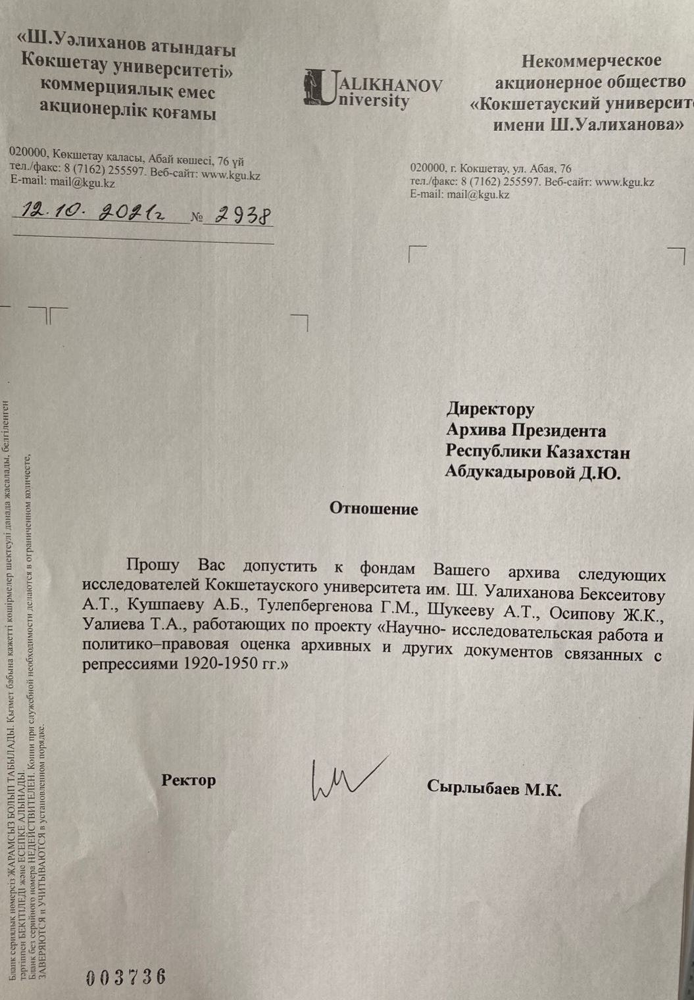 «Ш.Уәлиханов атындағы
Көкшетау университеті»
коммерциялық емес
акционерлік қоғамы
UALIKHANOV
University
Некоммерческое
акционерное общество
«Кокшетауский университе
имени Ш.Уалиханова»
020000, Көкшетау қаласы, Абай көшесі, 76 үй
тел./факс: 8 (7162) 255597. Веб-сайт: www.kgu.kz
E-mail: mail@kgu.kz
020000, г. Кокшетау, ул. Абая, 76
тел./факс: 8 (7162) 255597. Веб-сайт: www.kgu.kz
E-mail: mail@kgu.kz
12.10. 2021г № 2938
Директору
Архива Президента
Республики Казахстан
Абдукадыровой Д.Ю.
Отношение
Прошу Вас допустить к фондам Вашего архива следующих
исследователей Кокшетауского университета им. Ш. Уалиханова Бексеитову
А.Т., Кушпаеву А.Б., Тулепбергенова Г.М., Шукееву А.Т., Осипову Ж.К.,
Уалиева Т.А., работающих по проекту «Научно- исследовательская работа и
политико–правовая оценка архивных и других документов связанных с
репрессиями 1920-1950 гг.»
Ректор
Сырлыбаев М.К.
Бланк сериялық номерсіз ЖАРАМСЫЗ БОЛЫП ТАБЫЛАДЫ. Қызмет бабына қажетті көшірмелер шектеулі данада жасалады, белгіленген
тәртіппен БЕКІТІЛЕДІ және ЕСЕПКЕ АЛЫНАДЫ.
Бланк без серийного номера НЕДЕЙСТВИТЕЛЕН. Копии при служебной необходимости делаются в ограниченном количестве,
ЗАВЕРЯЮТСЯ и УЧИТЫВАЮТСЯ в установленном порядке.
003736